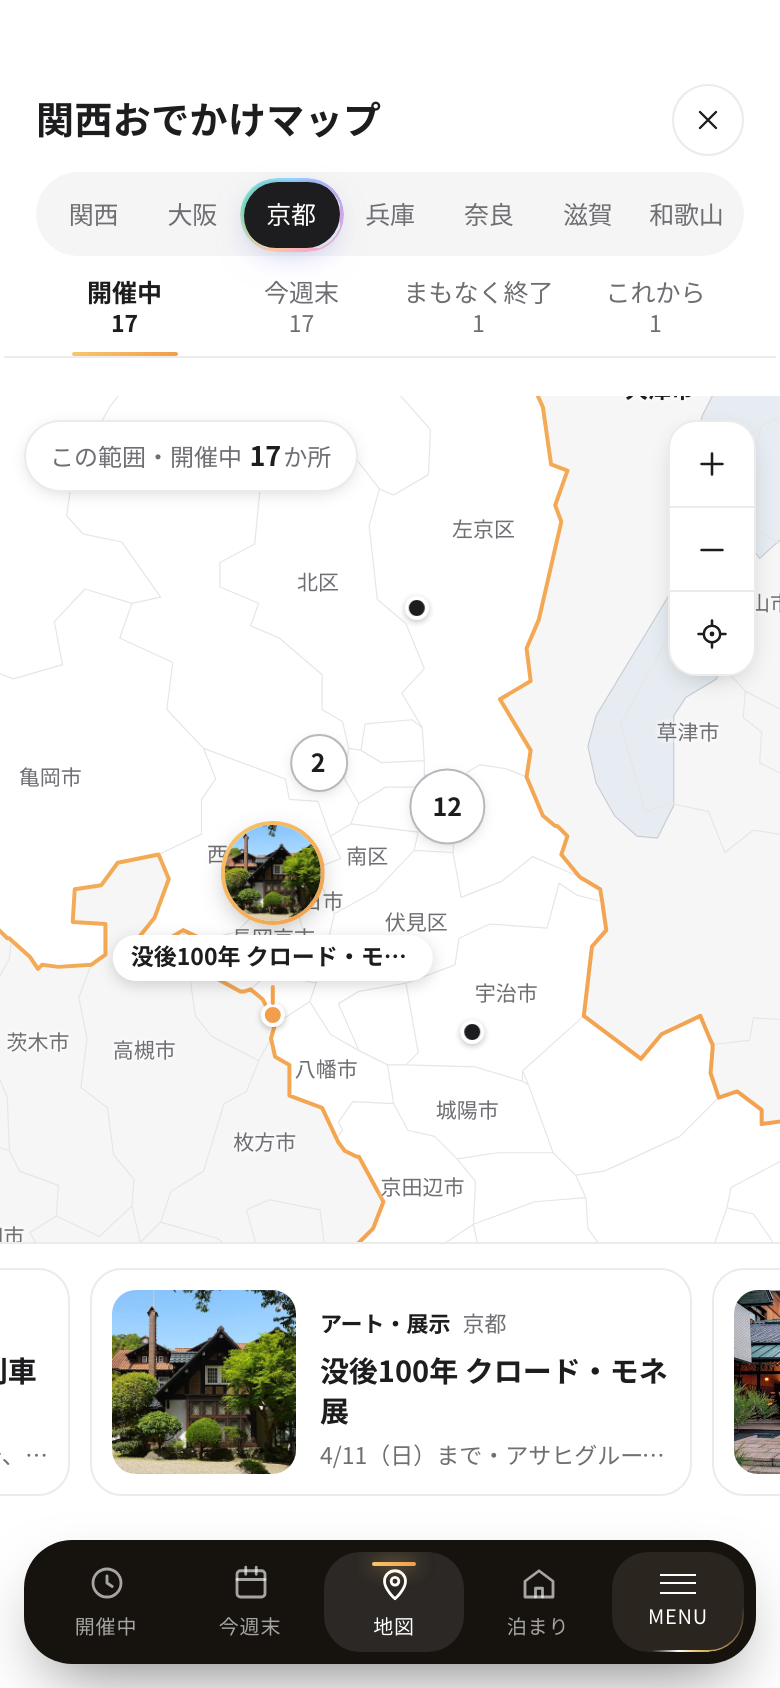 関西おでかけマップ
関西 大阪 京都 兵庫 奈良 滋賀 和歌山
開催中 今週末 まもなく終了 これから
17 17 1 1
この範囲・開催中 17か所
左京区
北区
草津市
亀岡市
2
12
西
南区
伏見区
没後100年 クロード・モ…
宇治市
茨木市
高槻市
八幡市
城陽市
枚方市
京田辺市
アート・展示 京都
没後100年 クロード・モネ
展
4/11（日）まで・アサヒグルー…
開催中 今週末 地図 泊まり MENU